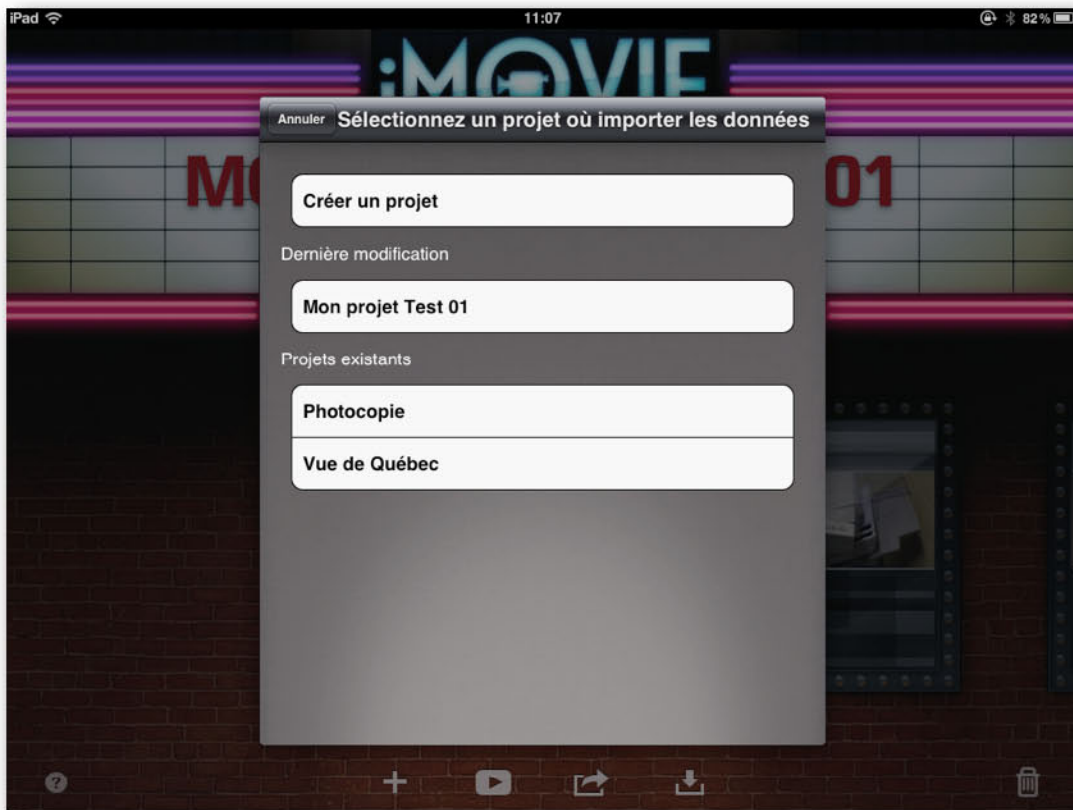 iPad 11:07 82 %
iMOVIE
Annuler Sélectionnez un projet où importer les données
M 01
Créer un projet
Dernière modification
Mon projet Test 01
Projets existants
Photocopie
Vue de Québec
?